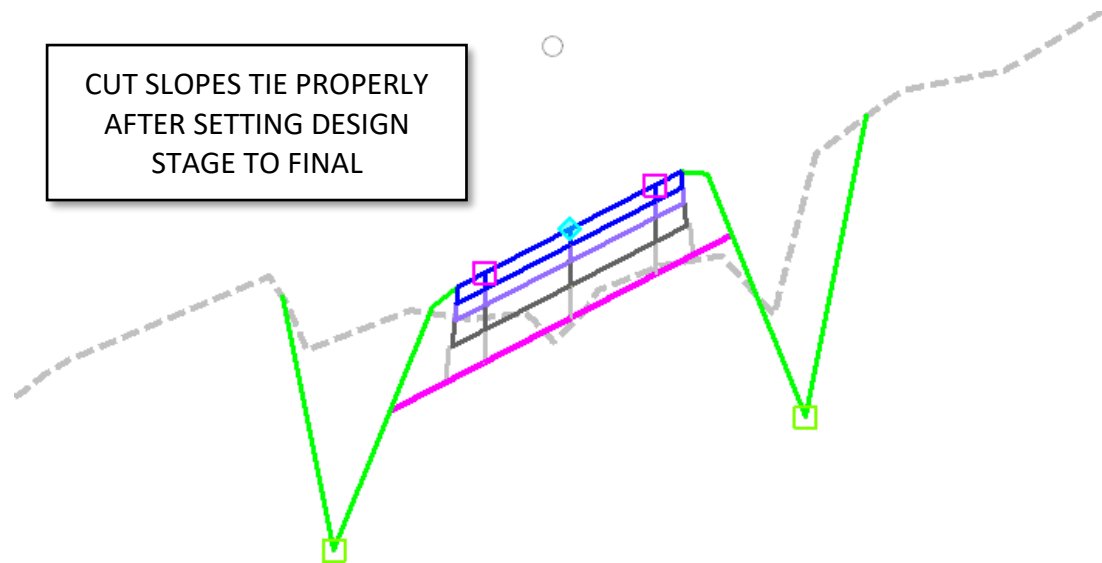 CUT SLOPES TIE PROPERLY
AFTER SETTING DESIGN
STAGE TO FINAL